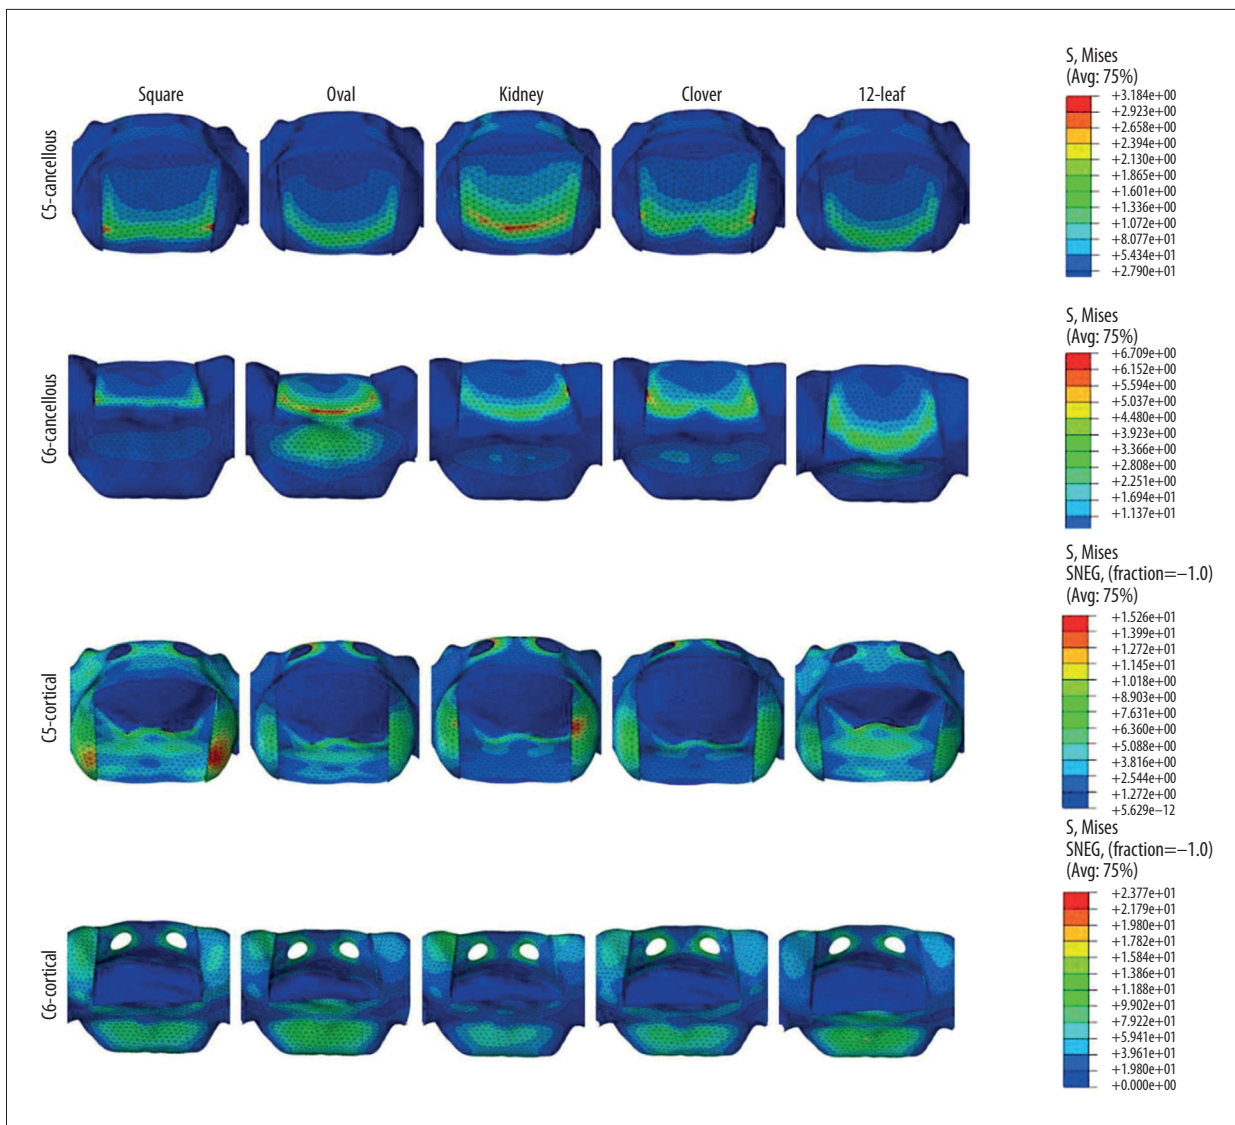 Square Oval Kidney Clover 12-leaf
C5-cancellous
S, Mises
(Avg: 75%)
+3.184e+00
+2.923e+00
+2.658e+00
+2.394e+00
+2.130e+00
+1.865e+00
+1.601e+00
+1.336e+00
+1.072e+00
+8.077e+01
+5.434e+01
+2.790e+01
C6-cancellous
S, Mises
(Avg: 75%)
+6.709e+00
+6.152e+00
+5.594e+00
+5.037e+00
+4.480e+00
+3.923e+00
+3.366e+00
+2.808e+00
+2.251e+00
+1.694e+01
+1.137e+01
C5-cortical
S, Mises
SNEG, (fraction=–1.0)
(Avg: 75%)
+1.526e+01
+1.399e+01
+1.272e+01
+1.145e+01
+1.018e+00
+8.903e+00
+7.631e+00
+6.360e+00
+5.088e+00
+3.816e+00
+2.544e+00
+1.272e+00
+5.629e–12
C6-cortical
S, Mises
SNEG, (fraction=–1.0)
(Avg: 75%)
+2.377e+01
+2.179e+01
+1.980e+01
+1.782e+01
+1.584e+01
+1.386e+01
+1.188e+01
+9.902e+01
+7.922e+01
+5.941e+01
+3.961e+01
+1.980e+01
+0.000e+00